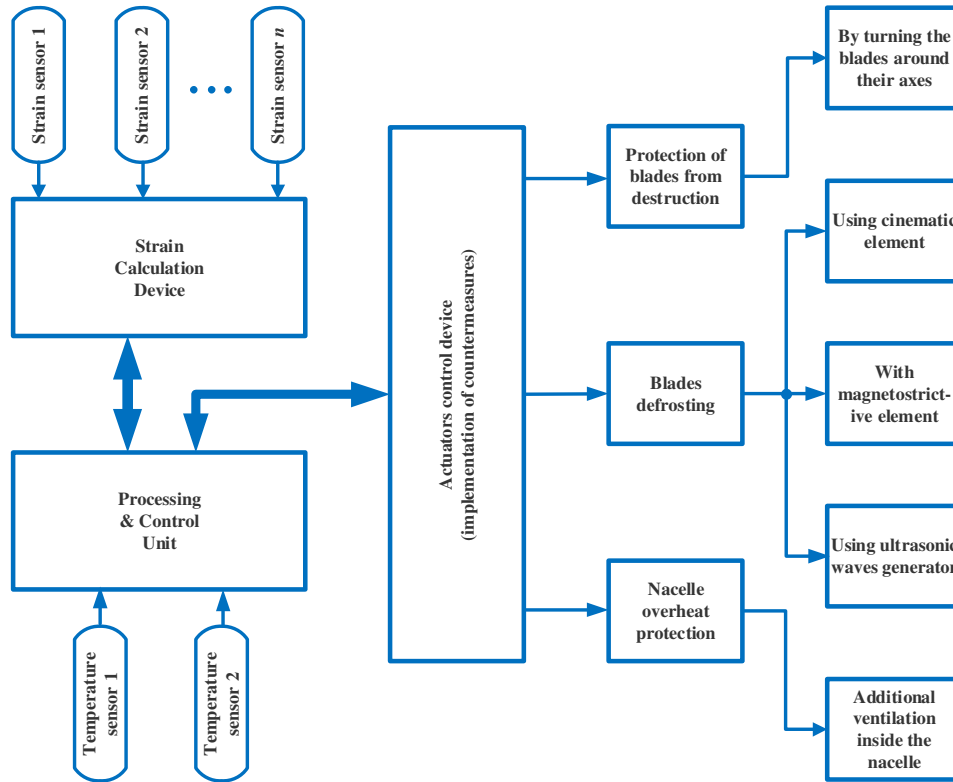 Strain sensor 1
Strain sensor 2
Strain sensor n
Strain
Calculation
Device
Processing
& Control
Unit
Temperature
sensor 1
Temperature
sensor 2
Actuators control device
(implementation of countermeasures)
Protection of
blades from
destruction
Blades
defrosting
Nacelle
overheat
protection
By turning the
blades around
their axes
Using cinematic
element
With
magnetostrict-
ive element
Using ultrasonic
waves generator
Additional
ventilation
inside the
nacelle